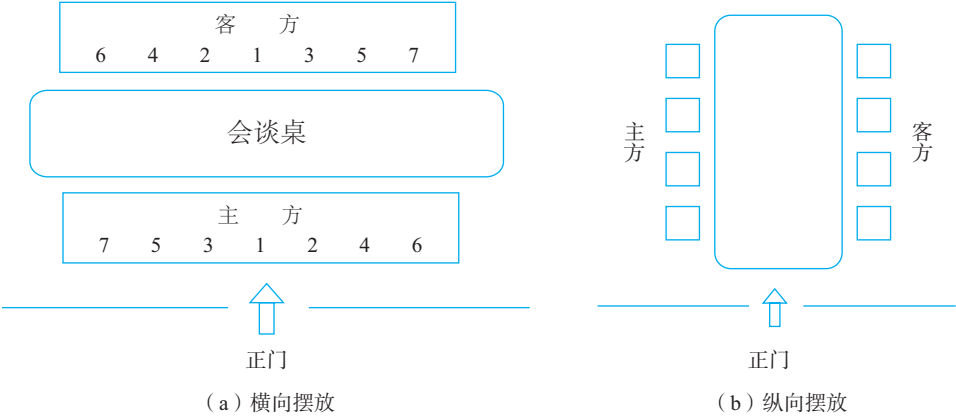 客 方
6 4 2 1 3 5 7
会谈桌
主 方
7 5 3 1 2 4 6
正门
（a）横向摆放
主方
客方
正门
（b）纵向摆放